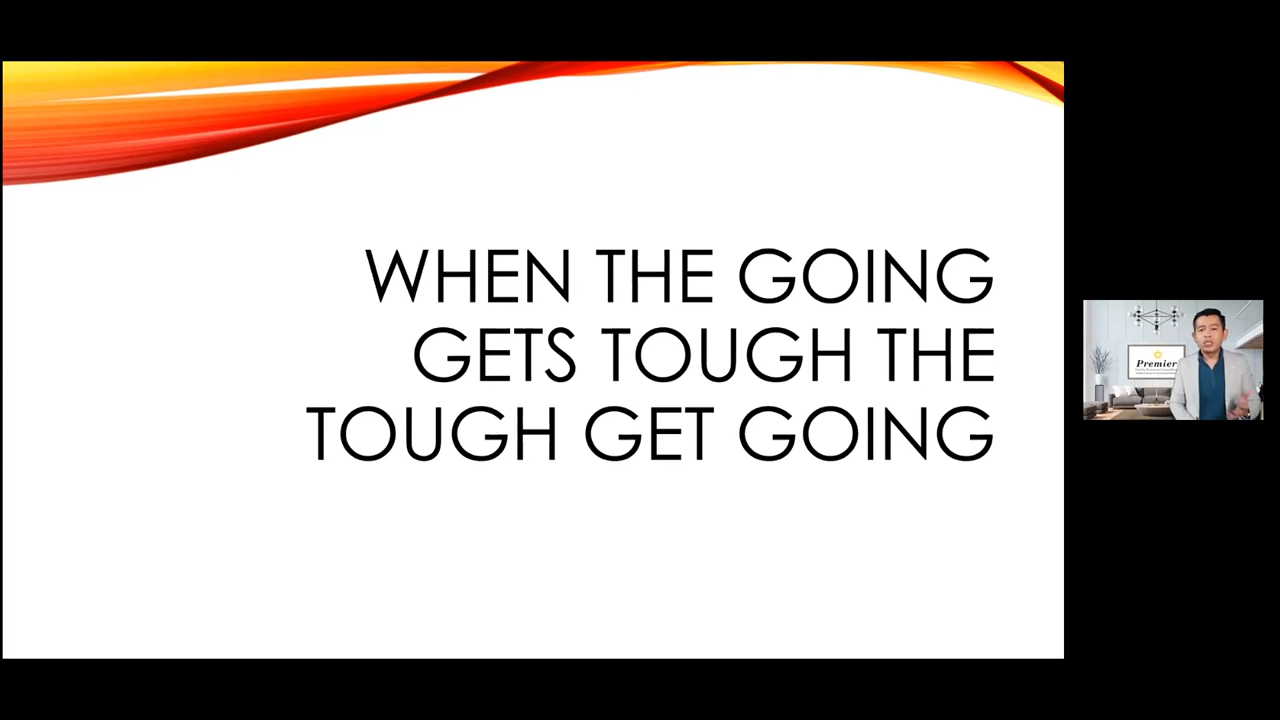 WHEN THE GOING
GETS TOUGH THE
TOUGH GET GOING
Premier